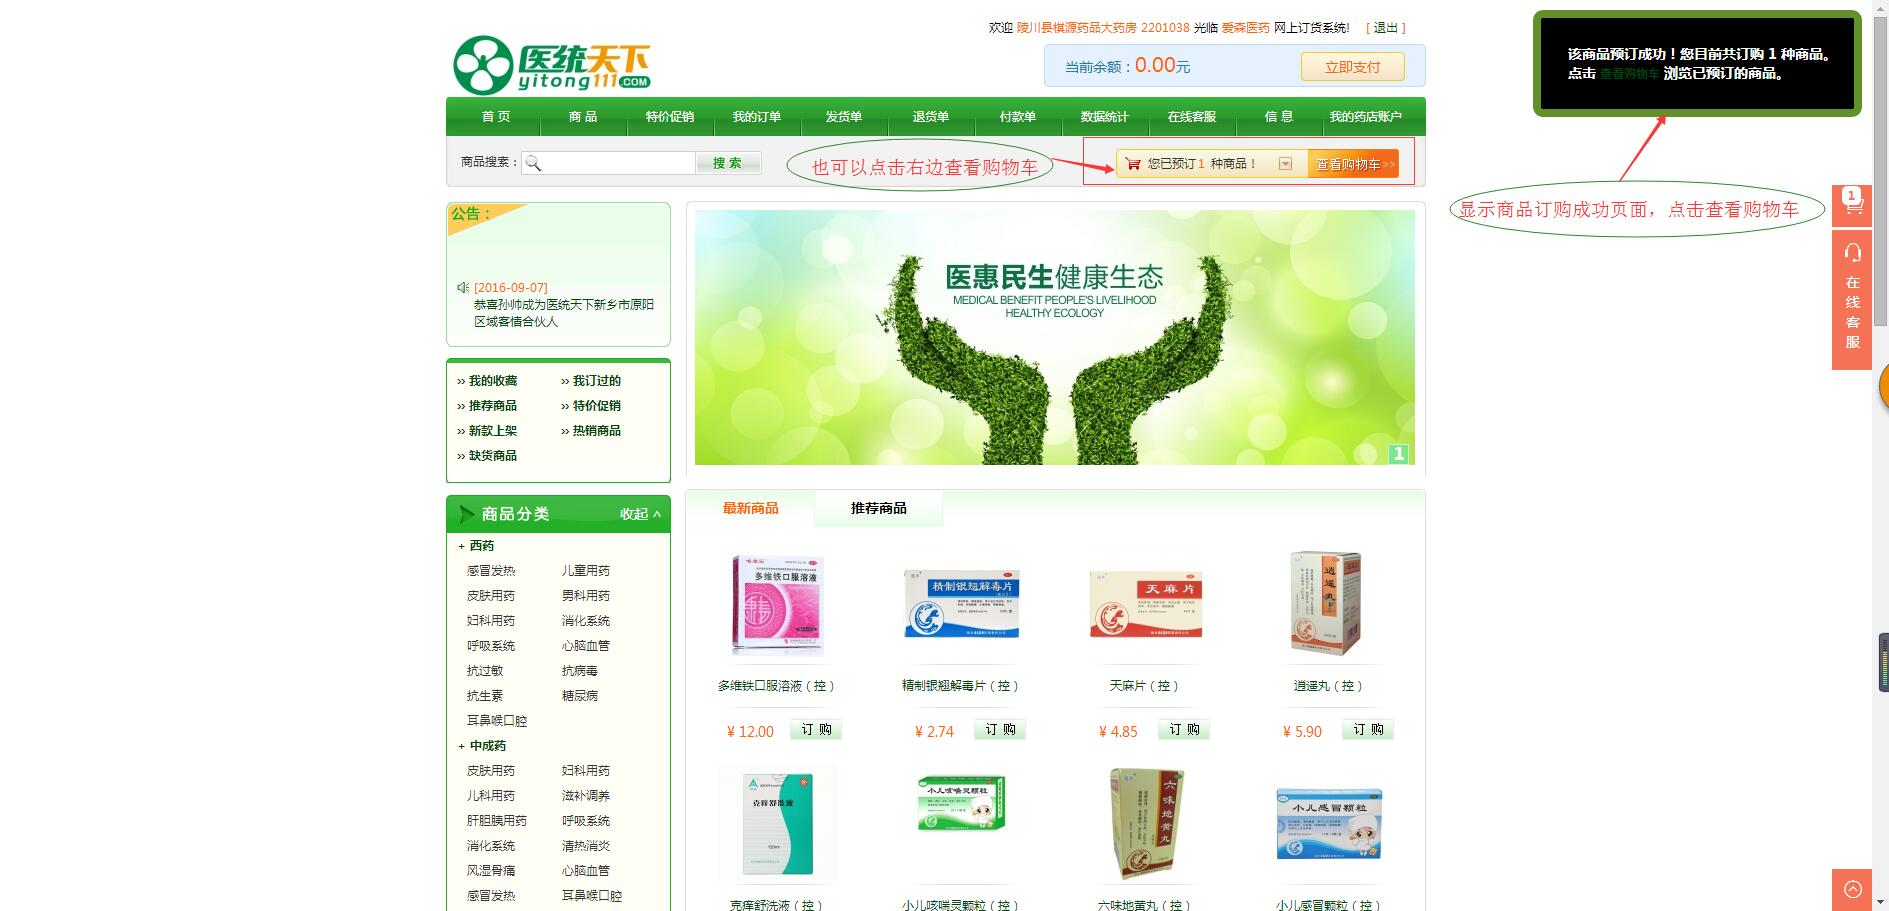 欢迎 陵川县棋源药品大药房 2201038 光临 爱森医药 网上订货系统! [ 退出 ]
医统天下
yitong111.COM
当前余额：0.00元
立即支付
首 页 商 品 特价促销 我的订单 发货单 退货单 付款单 数据统计 在线客服 信 息 我的药店账户
商品搜索：
搜 索
也可以点击右边查看购物车
您已预订 1 种商品！
查看购物车>>
该商品预订成功！您目前共订购 1 种商品。
点击 查看购物车 浏览已预订的商品。
显示商品订购成功页面，点击查看购物车
1
在线客服
公告：
[2016-09-07]
恭喜孙帅成为医统天下新乡市原阳
区域客情合伙人
医惠民生健康生态
MEDICAL BENEFIT PEOPLE'S LIVELIHOOD
HEALTHY ECOLOGY
1
›› 我的收藏 ›› 我订过的
›› 推荐商品 ›› 特价促销
›› 新款上架 ›› 热销商品
›› 缺货商品
商品分类 收起 ^
+ 西药
感冒发热 儿童用药
皮肤用药 男科用药
妇科用药 消化系统
呼吸系统 心脑血管
抗过敏 抗病毒
抗生素 糖尿病
耳鼻喉口腔
+ 中成药
皮肤用药 妇科用药
儿科用药 滋补调养
肝胆胰用药 呼吸系统
消化系统 清热消炎
风湿骨痛 心脑血管
感冒发热 耳鼻喉口腔
最新商品 推荐商品
多维铁口服溶液
精制银翘解毒片
天麻片
逍遥丸
多维铁口服溶液（控） 精制银翘解毒片（控） 天麻片（控） 逍遥丸（控）
¥ 12.00 订 购 ¥ 2.74 订 购 ¥ 4.85 订 购 ¥ 5.90 订 购
克痒舒洗液
小儿咳喘灵颗粒
六味地黄丸
小儿感冒颗粒
克痒舒洗液（控） 小儿咳喘灵颗粒（控） 六味地黄丸（控） 小儿感冒颗粒（控）